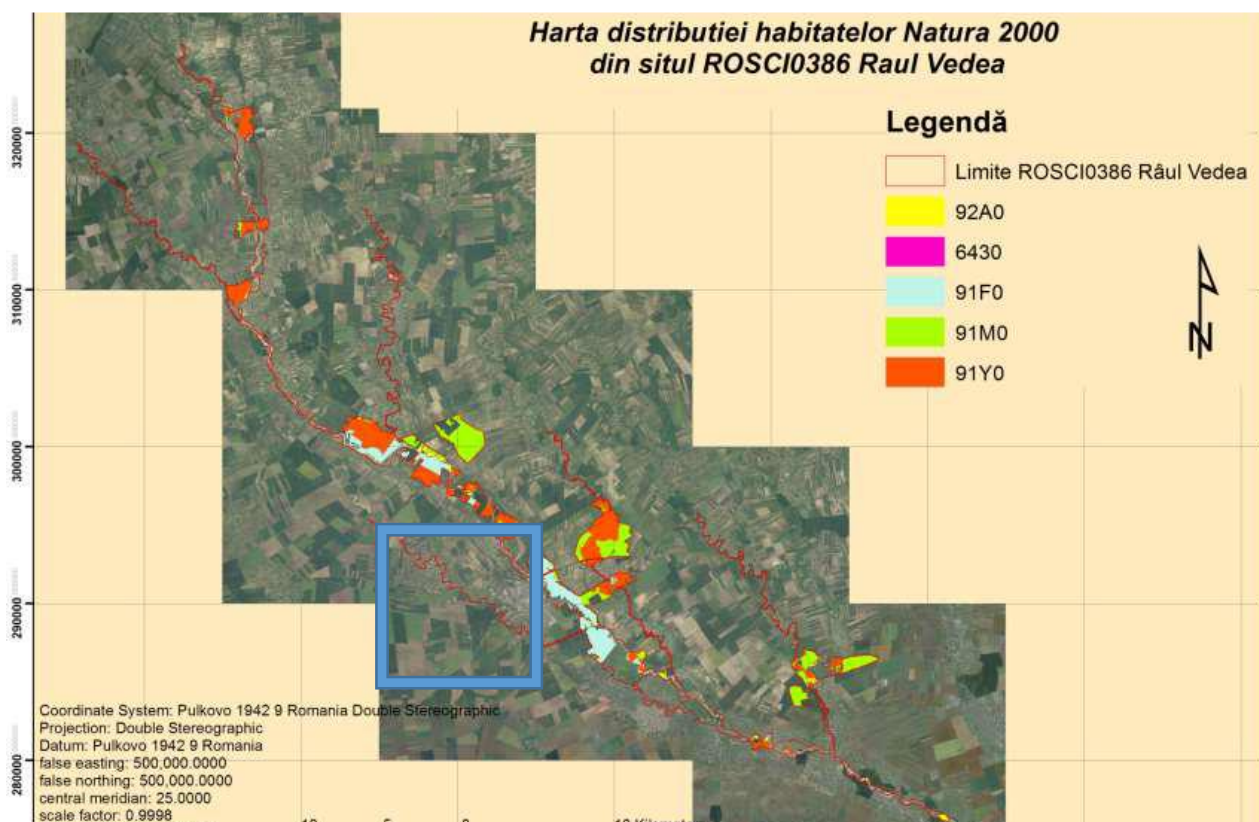 Harta distributiei habitatelor Natura 2000
din situl ROSCI0386 Raul Vedea
Legendă
Limite ROSCI0386 Râul Vedea
92A0
6430
91F0
91M0
91Y0
N
320000
310000
300000
290000
280000
Coordinate System: Pulkovo 1942 9 Romania Double Stereographic
Projection: Double Stereographic
Datum: Pulkovo 1942 9 Romania
false easting: 500,000.0000
false northing: 500,000.0000
central meridian: 25.0000
scale factor: 0.9998